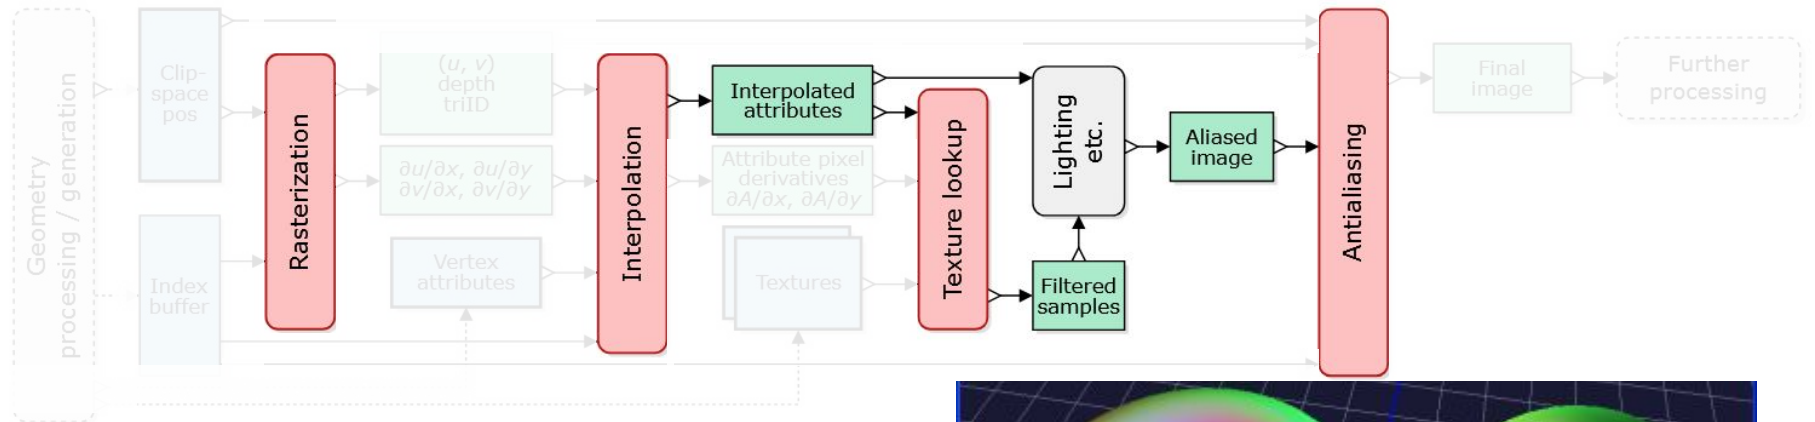 Geometry
processing / generation
Clip-
space
pos
Index
buffer
Rasterization
(u, v)
depth
triID
∂u/∂x, ∂u/∂y
∂v/∂x, ∂v/∂y
Vertex
attributes
Interpolation
Interpolated
attributes
Attribute pixel
derivatives
∂A/∂x, ∂A/∂y
Textures
Texture lookup
Lighting
etc.
Filtered
samples
Aliased
image
Antialiasing
Final
image
Further
processing